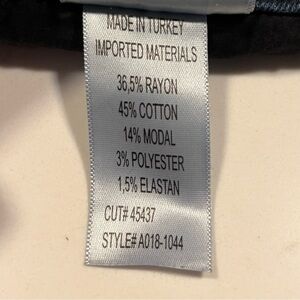 MADE IN TURKEY
IMPORTED MATERIALS
36,5% RAYON
45% COTTON
14% MODAL
3% POLYESTER
1,5% ELASTAN
CUT# 45437
STYLE# A018-1044